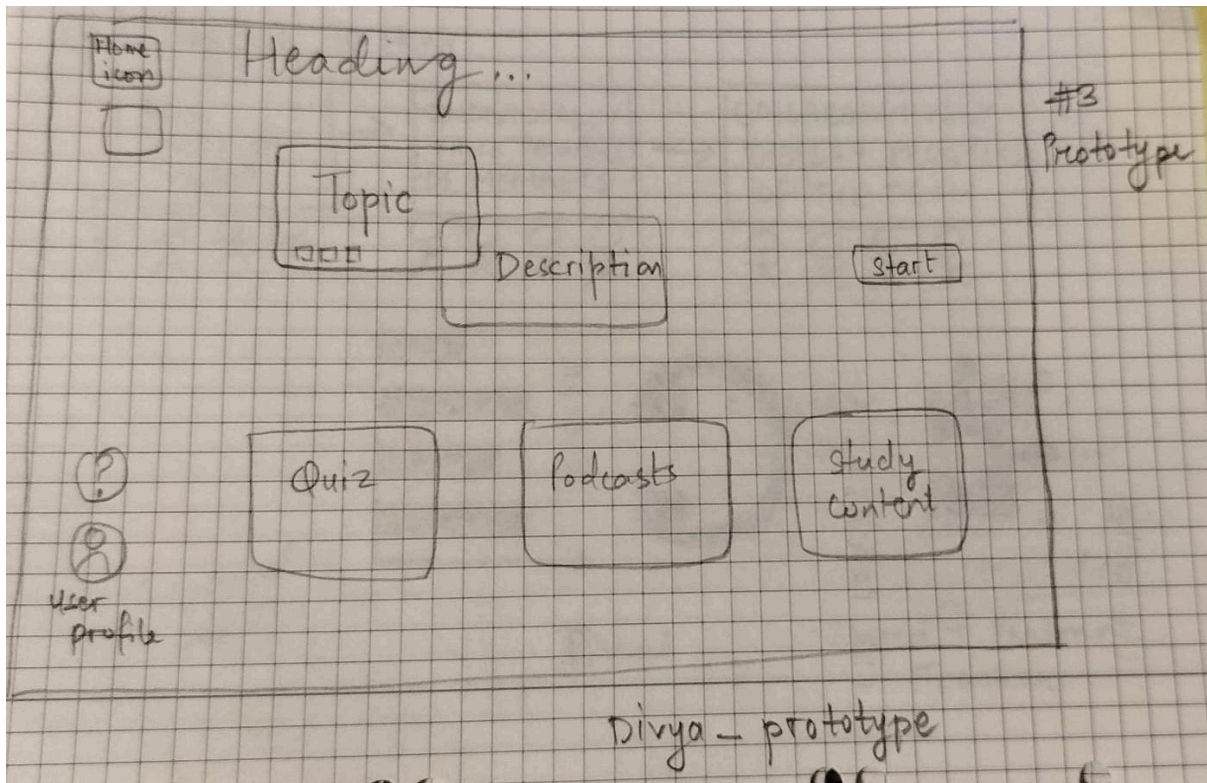 Home
icon
Heading...
#3
Prototype
Topic
Description
Start
Quiz
Podcasts
Study
content
?
User
profile
Divya - prototype